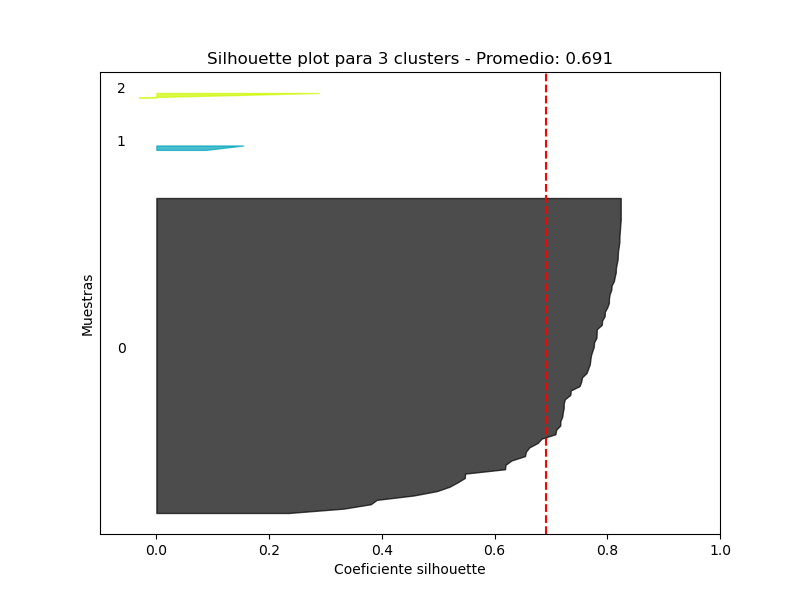 Silhouette plot para 3 clusters - Promedio: 0.691
2
1
0
Muestras
0.0 0.2 0.4 0.6 0.8 1.0
Coeficiente silhouette